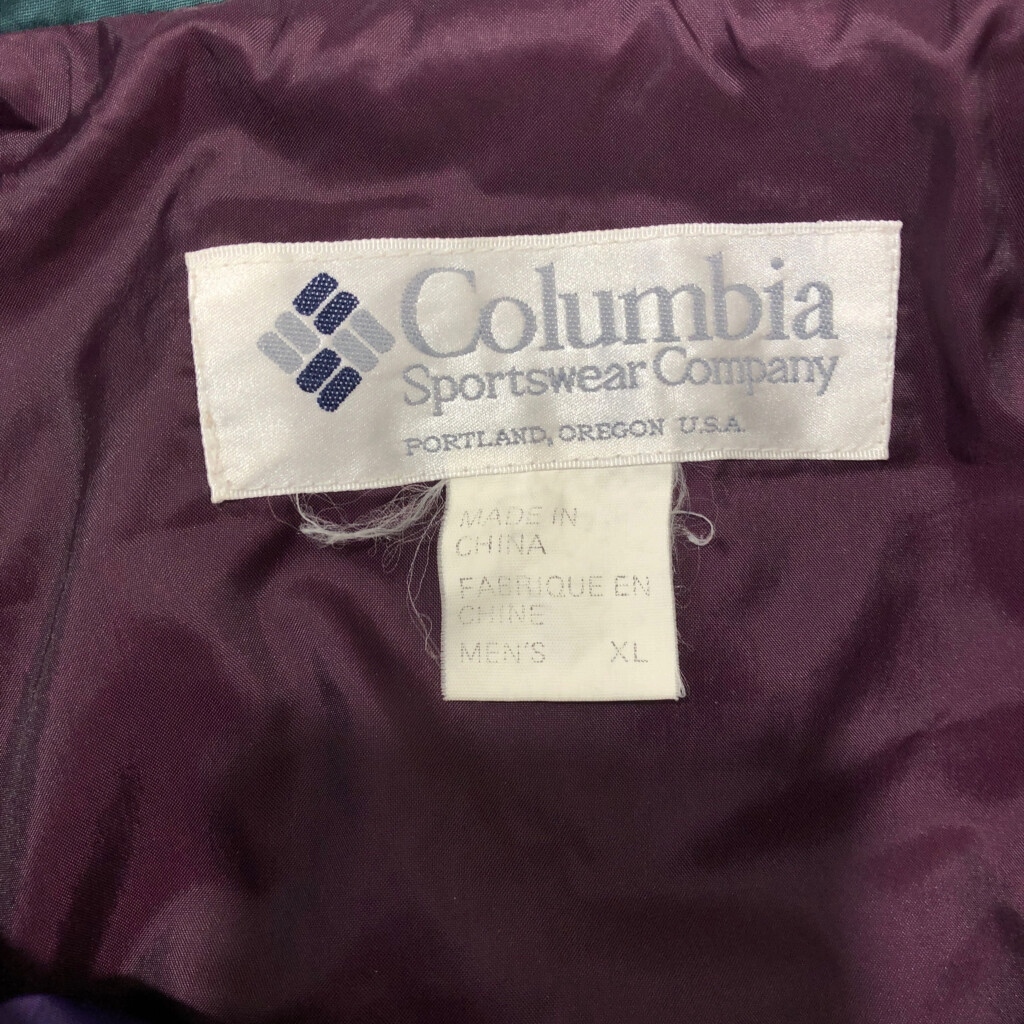 Columbia
Sportswear Company
PORTLAND, OREGON U.S.A.
MADE IN
CHINA
FABRIQUE EN
CHINE
MEN'S XL